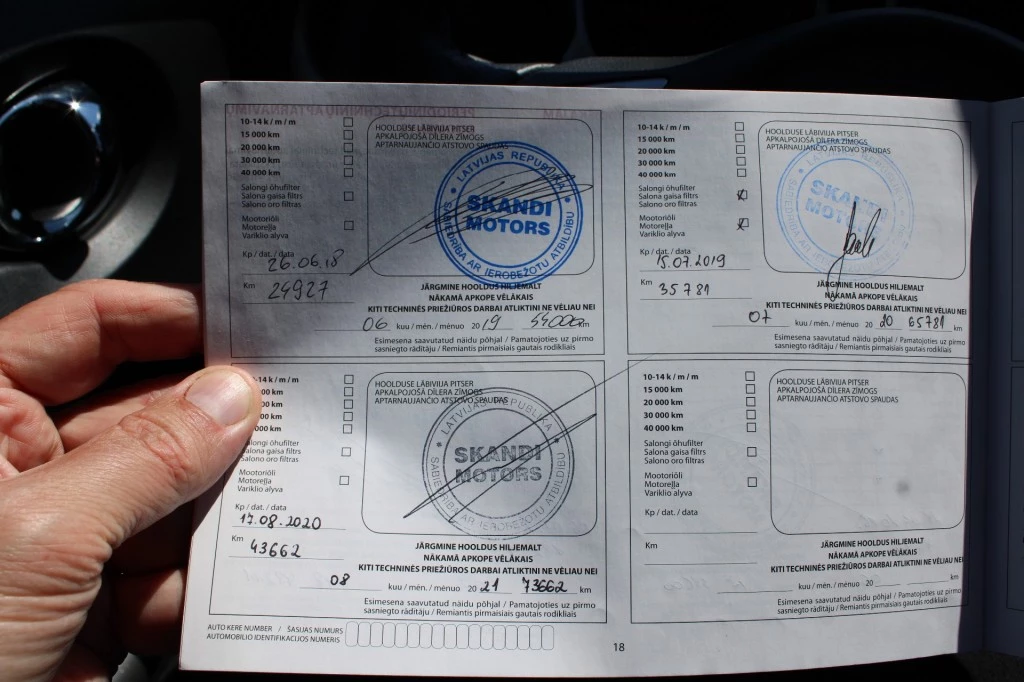 10-14 k / m / m
15 000 km
20 000 km
30 000 km
40 000 km
Salongi õhufilter
Salona gaisa filtrs
Salono oro filtras
Mootoriõli
Motoreļļa
Variklio alyva
Kp / dat. / data
26.06.18
Km
24927
HOOLDUSE LÄBIVIIJA PITSER
APKALPOJOŠĀ DĪLERA ZĪMOGS
APTARNAUJANČIO ATSTOVO SPAUDAS
LATVIJAS REPUBLIKA
SKANDI
MOTORS
SABIEDRĪBA AR IEROBEŽOTU ATBILDĪBU
JÄRGMINE HOOLDUS HILJEMALT
NĀKAMĀ APKOPE VĒLĀKAIS
KITI TECHNINĖS PRIEŽIŪROS DARBAI ATLIKTINI NE VĖLIAU NEI
06 kuu / mēn. / mėnuo 2019 54000 km
Esimesena saavutatud näidu põhjal / Pamatojoties uz pirmo
sasniegto rādītāju / Remiantis pirmaisiais gautais rodikliais
10-14 k / m / m
15 000 km
20 000 km
30 000 km
40 000 km
Salongi õhufilter
Salona gaisa filtrs
Salono oro filtras
Mootoriõli
Motoreļļa
Variklio alyva
Kp / dat. / data
15.07.2019
Km
35781
HOOLDUSE LÄBIVIIJA PITSER
APKALPOJOŠĀ DĪLERA ZĪMOGS
APTARNAUJANČIO ATSTOVO SPAUDAS
SKANDI
MOTORS
JÄRGMINE HOOLDUS HILJEMALT
NĀKAMĀ APKOPE VĒLĀKAIS
KITI TECHNINĖS PRIEŽIŪROS DARBAI ATLIKTINI NE VĖLIAU NEI
07 kuu / mēn. / mėnuo 2020 65781 km
Esimesena saavutatud näidu põhjal / Pamatojoties uz pirmo
sasniegto rādītāju / Remiantis pirmaisiais gautais rodikliais
0-14 k / m / m
km
km
km
km
Salongi õhufilter
Salona gaisa filtrs
Salono oro filtras
Mootoriõli
Motoreļļa
Variklio alyva
Kp / dat. / data
17.08.2020
Km
43662
HOOLDUSE LÄBIVIIJA PITSER
APKALPOJOŠĀ DĪLERA ZĪMOGS
APTARNAUJANČIO ATSTOVO SPAUDAS
LATVIJAS REPUBLIKA
SKANDI
MOTORS
SABIEDRĪBA AR IEROBEŽOTU ATBILDĪBU
JÄRGMINE HOOLDUS HILJEMALT
NĀKAMĀ APKOPE VĒLĀKAIS
KITI TECHNINĖS PRIEŽIŪROS DARBAI ATLIKTINI NE VĖLIAU NEI
08 kuu / mēn. / mėnuo 2021 73662 km
Esimesena saavutatud näidu põhjal / Pamatojoties uz pirmo
sasniegto rādītāju / Remiantis pirmaisiais gautais rodikliais
10-14 k / m / m
15 000 km
20 000 km
30 000 km
40 000 km
Salongi õhufilter
Salona gaisa filtrs
Salono oro filtras
Mootoriõli
Motoreļļa
Variklio alyva
Kp / dat. / data
Km
HOOLDUSE LÄBIVIIJA PITSER
APKALPOJOŠĀ DĪLERA ZĪMOGS
APTARNAUJANČIO ATSTOVO SPAUDAS
JÄRGMINE HOOLDUS HILJEMALT
NĀKAMĀ APKOPE VĒLĀKAIS
KITI TECHNINĖS PRIEŽIŪROS DARBAI ATLIKTINI NE VĖLIAU NEI
kuu / mēn. / mėnuo 20 km
Esimesena saavutatud näidu põhjal / Pamatojoties uz pirmo
sasniegto rādītāju / Remiantis pirmaisiais gautais rodikliais
AUTO KERE NUMBER / ŠASIJAS NUMURS
AUTOMOBILIO IDENTIFIKACIJOS NUMERIS
18